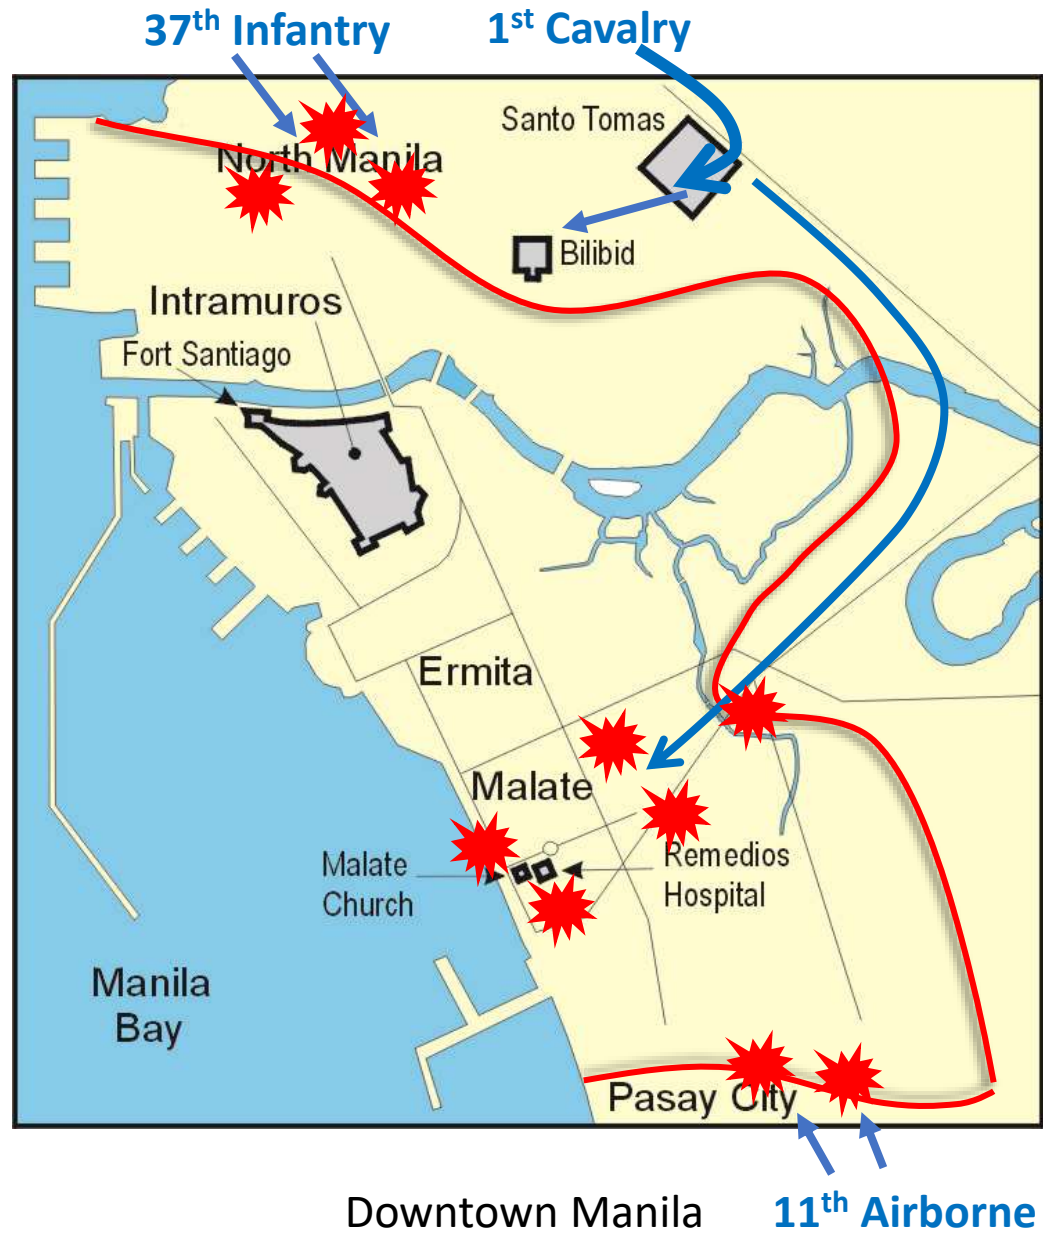 37th Infantry
1st Cavalry
Santo Tomas
North Manila
Bilibid
Intramuros
Fort Santiago
Ermita
Malate
Malate
Church
Remedios
Hospital
Manila
Bay
Pasay City
Downtown Manila
11th Airborne